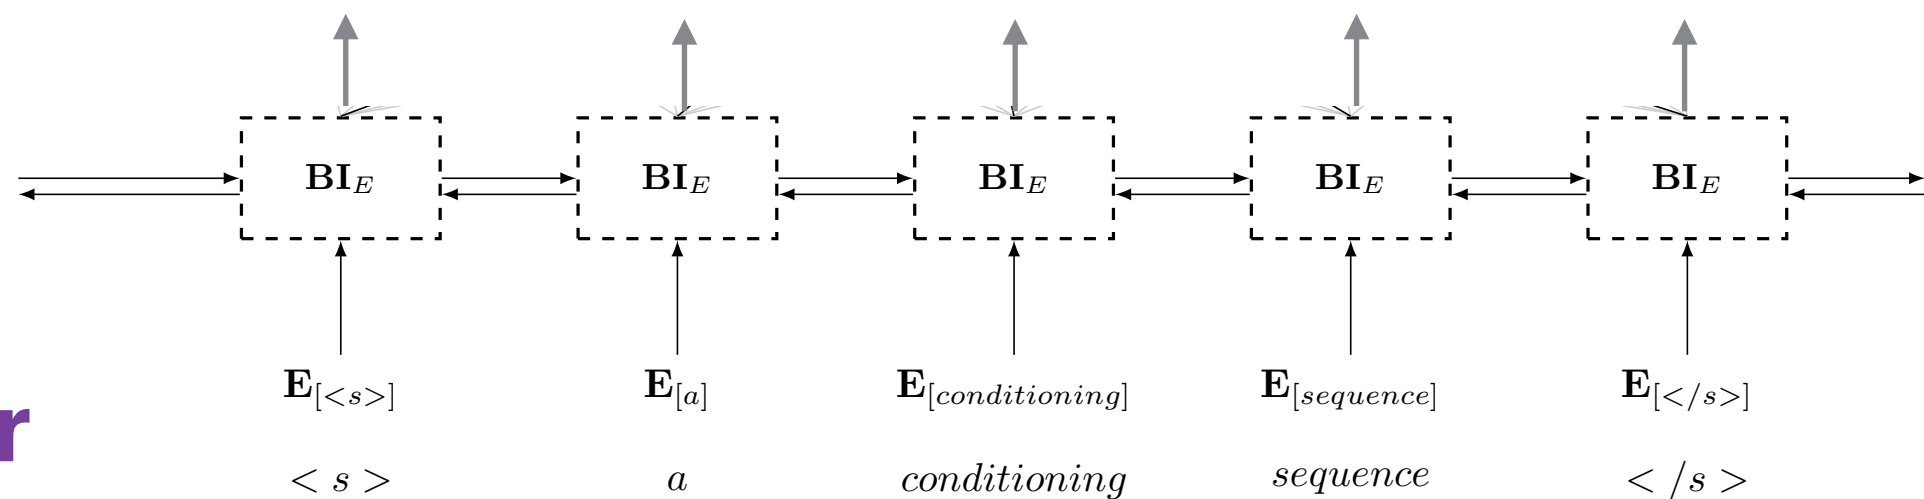 BI_E BI_E BI_E BI_E BI_E
E_[<s>] E_[a] E_[conditioning] E_[sequence] E_[</s>]
r
< s > a conditioning sequence < /s >